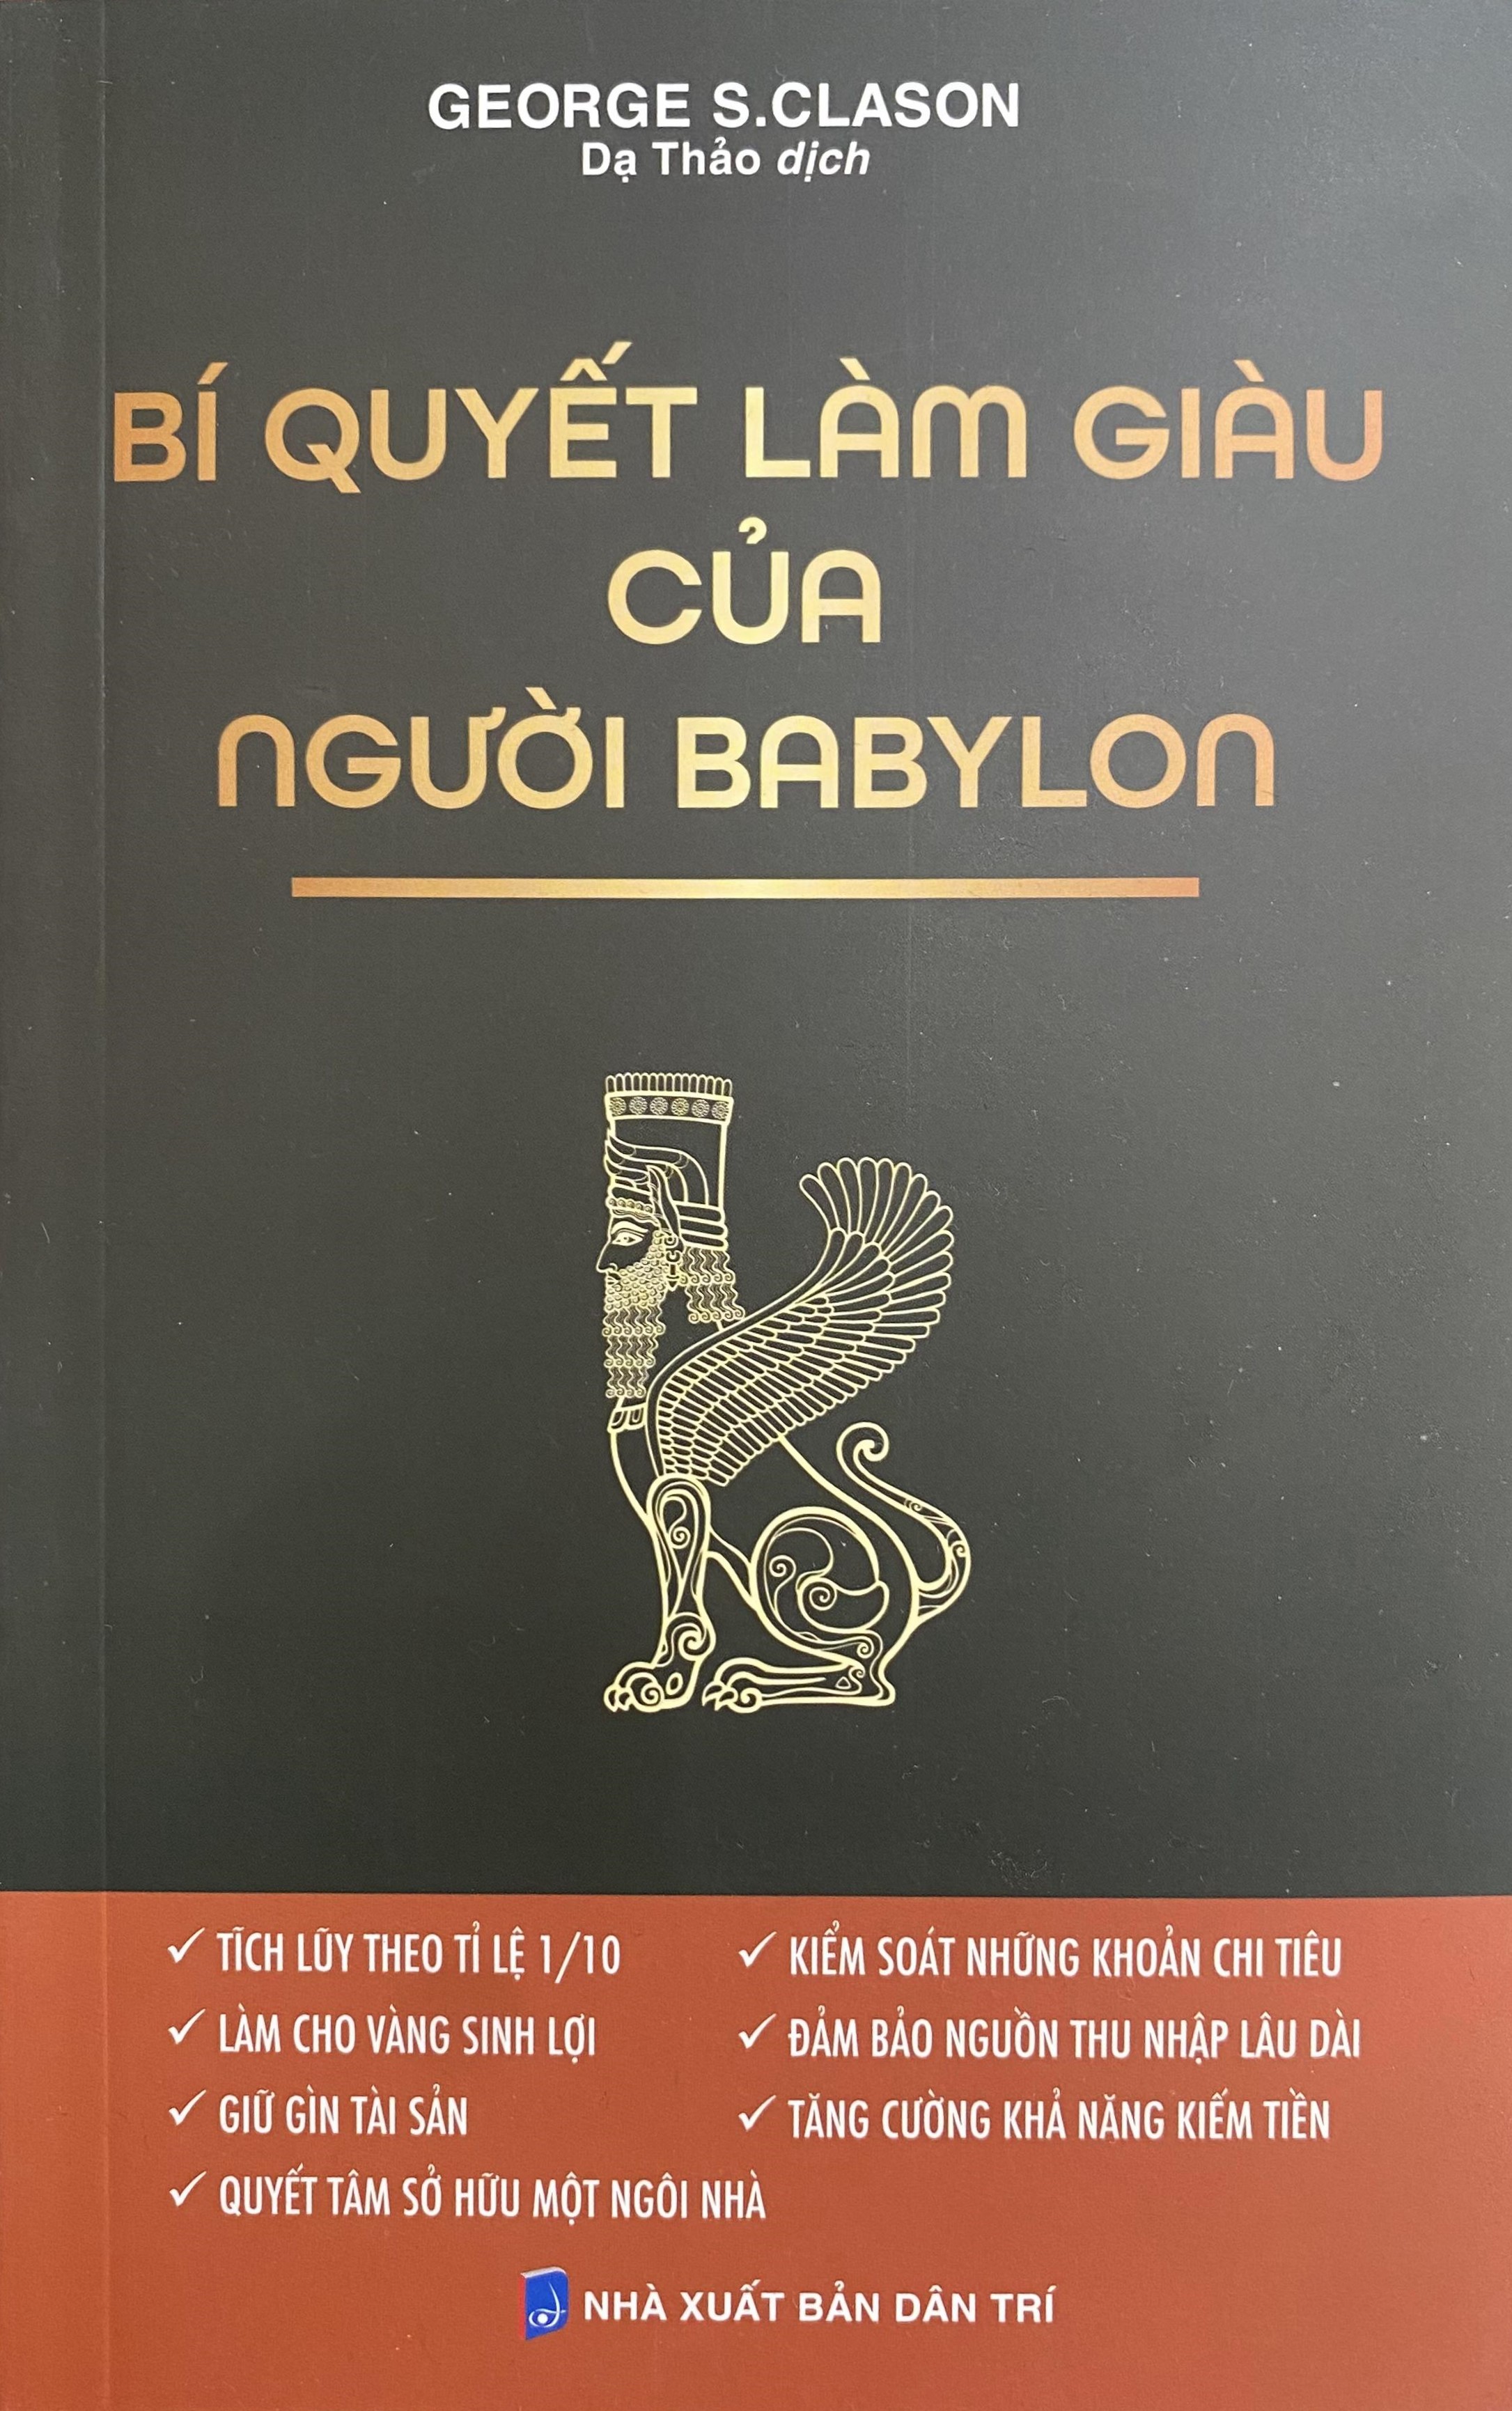 GEORGE S.CLASON
Dạ Thảo dịch
BÍ QUYẾT LÀM GIÀU
CỦA
NGƯỜI BABYLON
✓ TĨCH LŨY THEO TỈ LỆ 1/10
✓ LÀM CHO VÀNG SINH LỢI
✓ GIỮ GÌN TÀI SẢN
✓ QUYẾT TÂM SỞ HỮU MỘT NGÔI NHÀ
✓ KIỂM SOÁT NHỮNG KHOẢN CHI TIÊU
✓ ĐẢM BẢO NGUỒN THU NHẬP LÂU DÀI
✓ TĂNG CƯỜNG KHẢ NĂNG KIẾM TIỀN
NHÀ XUẤT BẢN DÂN TRÍ